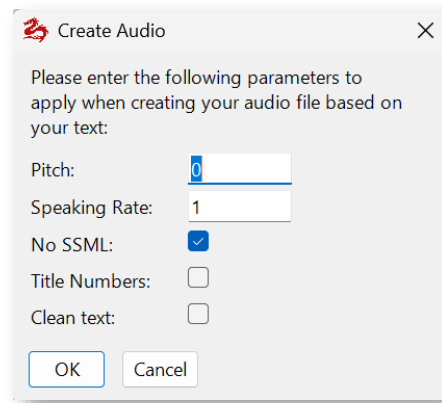 Create Audio
Please enter the following parameters to
apply when creating your audio file based on
your text:
Pitch: 0
Speaking Rate: 1
No SSML:
Title Numbers:
Clean text:
OK Cancel